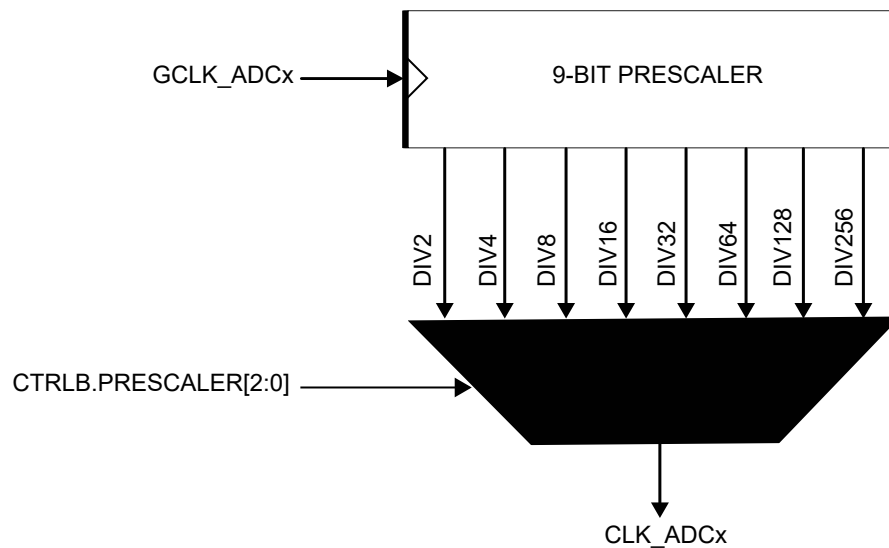 GCLK_ADCx
9-BIT PRESCALER
DIV2
DIV4
DIV8
DIV16
DIV32
DIV64
DIV128
DIV256
CTRLB.PRESCALER[2:0]
CLK_ADCx